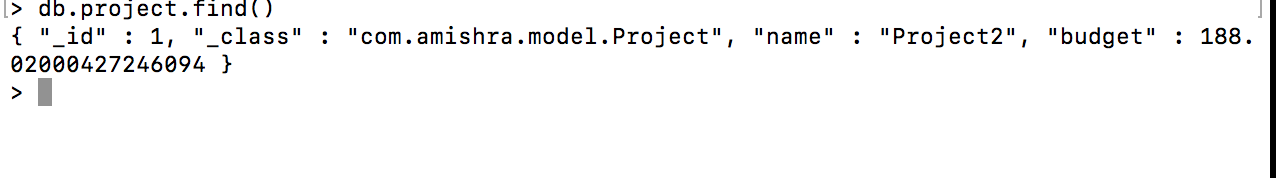 > db.project.find()
{ "_id" : 1, "_class" : "com.amishra.model.Project", "name" : "Project2", "budget" : 188.
02000427246094 }
>